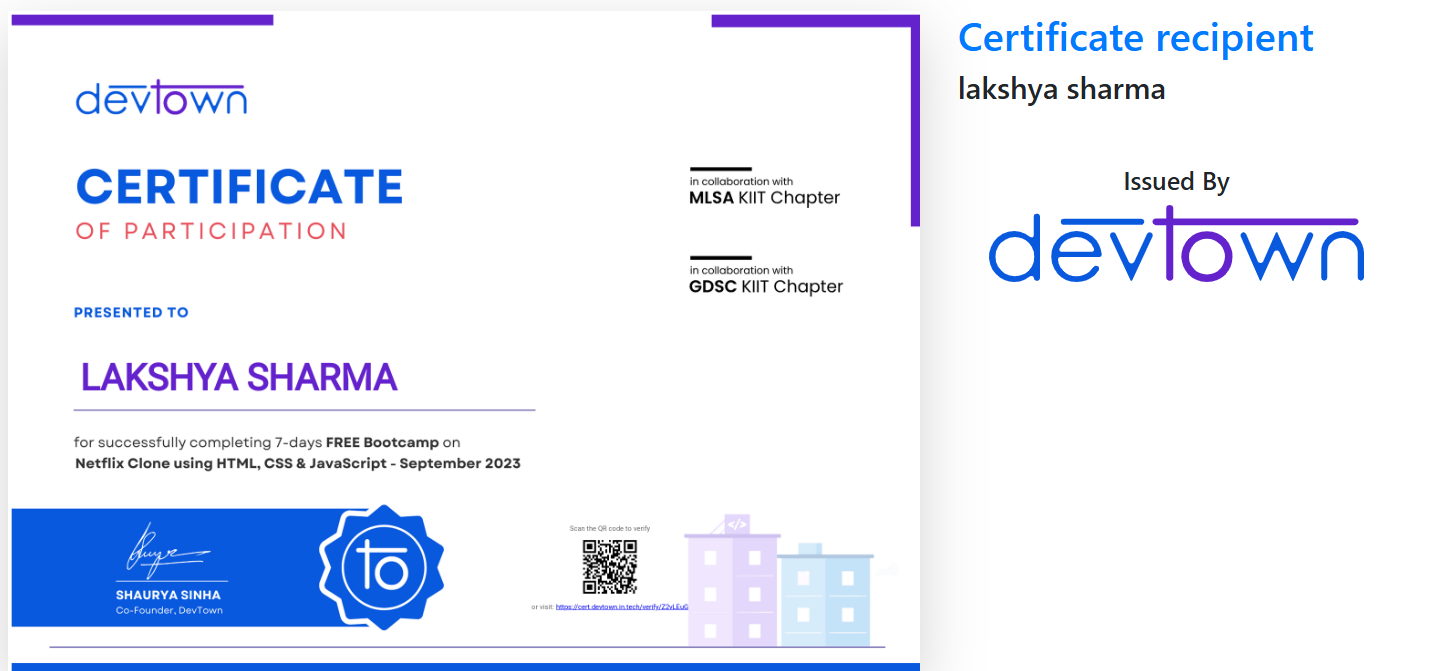 devtown
CERTIFICATE
OF PARTICIPATION
in collaboration with
MLSA KIIT Chapter
in collaboration with
GDSC KIIT Chapter
PRESENTED TO
LAKSHYA SHARMA
for successfully completing 7-days FREE Bootcamp on
Netflix Clone using HTML, CSS & JavaScript - September 2023
SHAURYA SINHA
Co-Founder, DevTown
to
Scan the QR code to verify
or visit: https://cert.devtown.in.tech/verify/Z2vLEuG
</>
Certificate recipient
lakshya sharma
Issued By
devtown